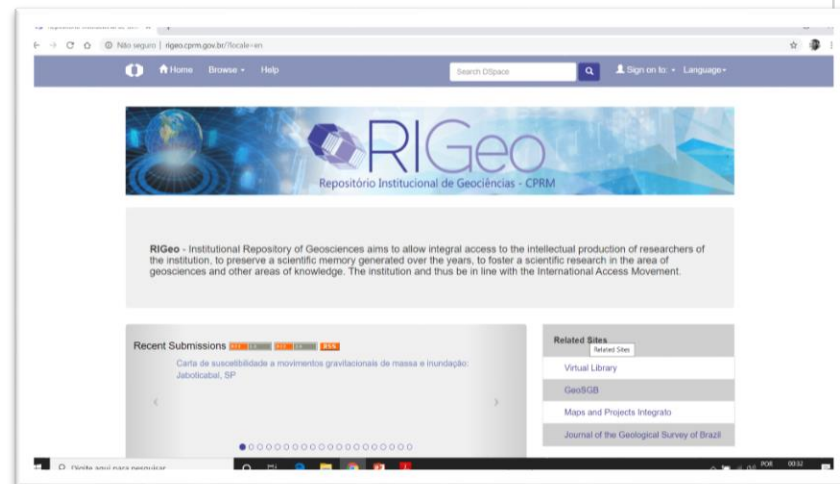 Não seguro | rigeo.cprm.gov.br/?locale=en
Home Browse Help Search DSpace Sign on to: Language
RIGeo
Repositório Institucional de Geociências - CPRM
RIGeo - Institutional Repository of Geosciences aims to allow integral access to the intellectual production of researchers of
the institution, to preserve a scientific memory generated over the years, to foster a scientific research in the area of
geosciences and other areas of knowledge. The institution and thus be in line with the International Access Movement.
Recent Submissions RSS
Carta de suscetibilidade a movimentos gravitacionais de massa e inundação:
Jaboticabal, SP
Related Sites
Related Sites
Virtual Library
GeoSGB
Maps and Projects Integrato
Journal of the Geological Survey of Brazil
Digite aqui para pesquisar
POR 00:32